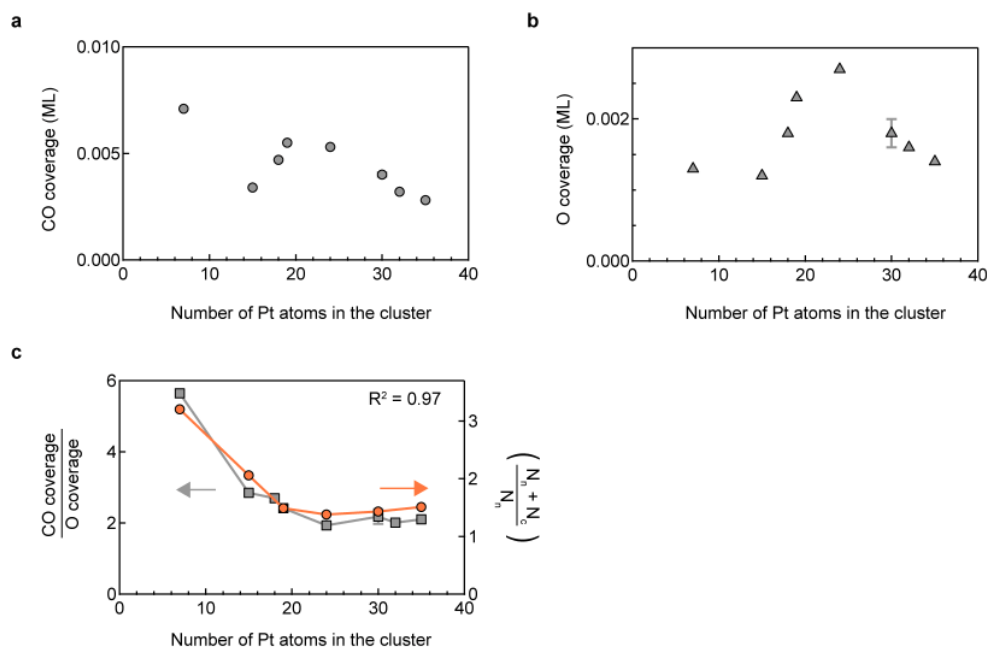 a
0.010
0.005
0.000
CO coverage (ML)
0 10 20 30 40
Number of Pt atoms in the cluster
b
0.002
0.000
O coverage (ML)
0 10 20 30 40
Number of Pt atoms in the cluster
c
6
4
2
0
CO coverage
O coverage
R² = 0.97
3
2
1
0
( Nₙ + N꜀
Nₙ )
0 10 20 30 40
Number of Pt atoms in the cluster